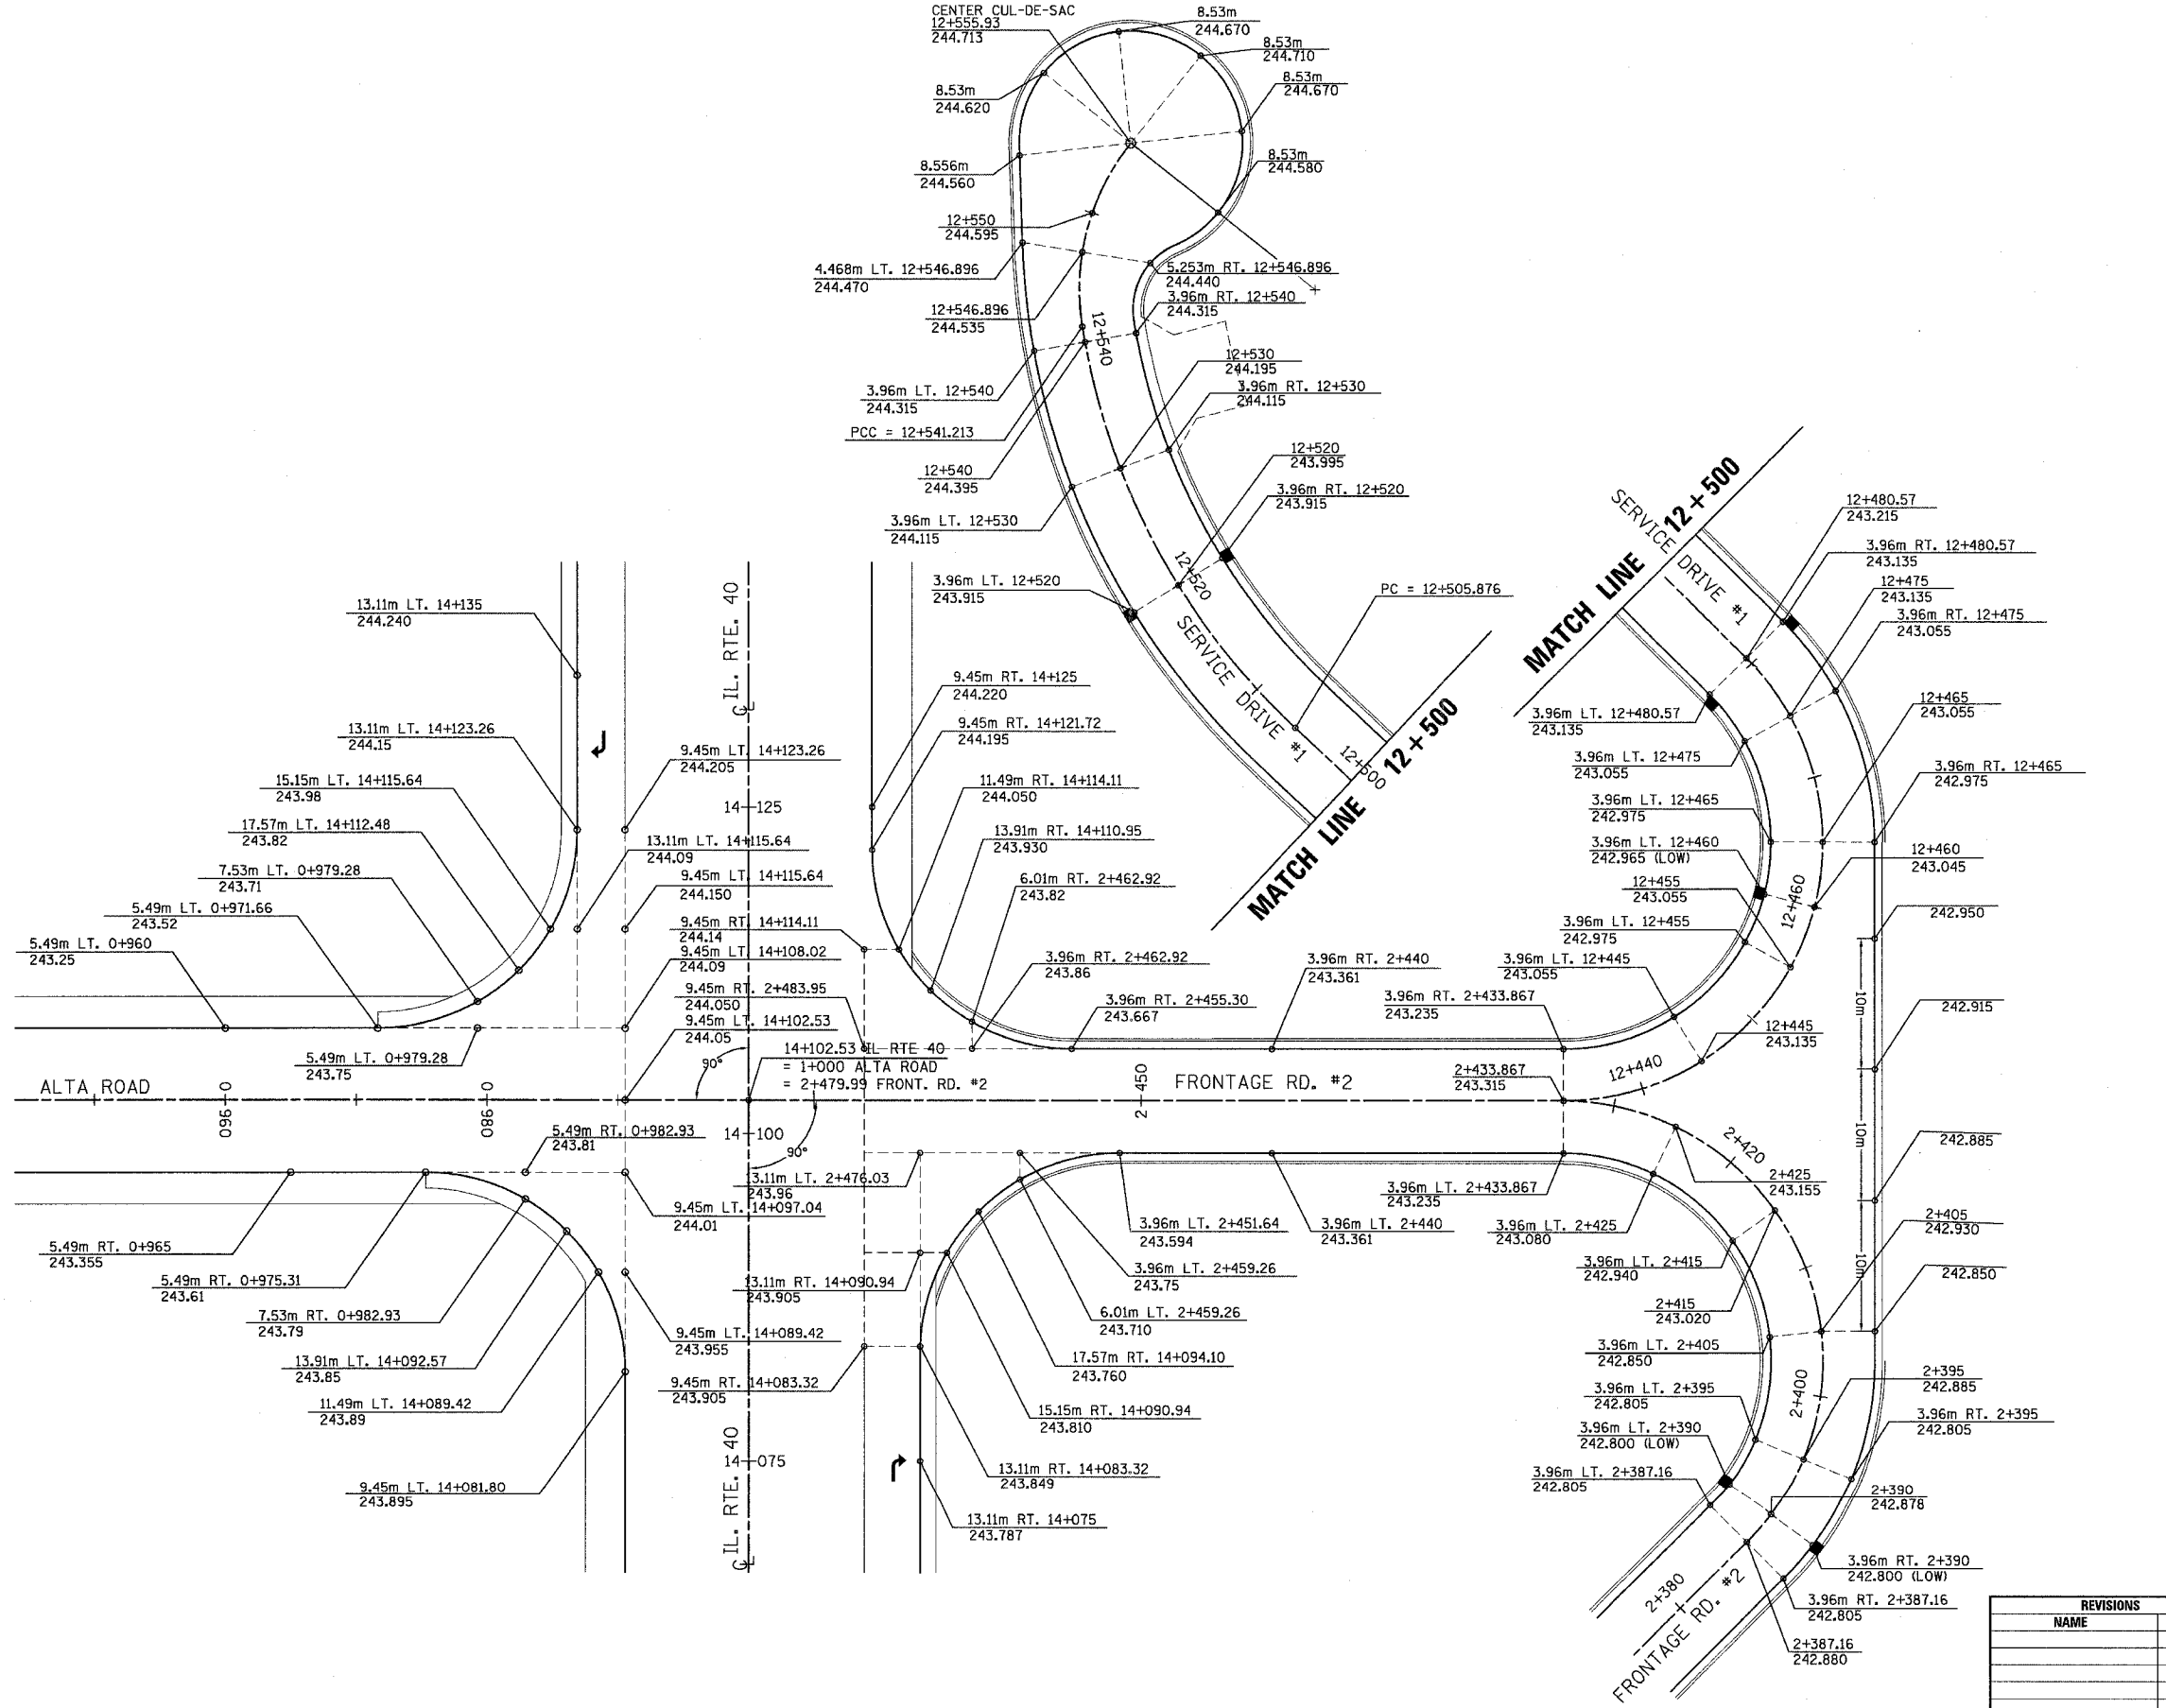 CENTER CUL-DE-SAC
12+555.93
244.713
8.53m
244.670
8.53m
244.710
8.53m
244.670
8.53m
244.620
8.53m
244.580
8.556m
244.560
12+550
244.595
4.468m LT. 12+546.896
244.470
5.253m RT. 12+546.896
244.440
3.96m RT. 12+540
244.315
12+546.896
244.535
12+540
12+530
244.195
3.96m RT. 12+530
244.115
3.96m LT. 12+540
244.315
PCC = 12+541.213
12+540
244.395
12+520
243.995
3.96m RT. 12+520
243.915
3.96m LT. 12+530
244.115
3.96m LT. 12+520
243.915
12+520
SERVICE DRIVE #1
PC = 12+505.876
12+500
MATCH LINE 12+500
MATCH LINE 12+500
SERVICE DRIVE #1
12+480.57
243.215
3.96m RT. 12+480.57
243.135
12+475
243.135
3.96m RT. 12+475
243.055
3.96m LT. 12+480.57
243.135
12+465
243.055
3.96m LT. 12+475
243.055
3.96m RT. 12+465
242.975
3.96m LT. 12+465
242.975
3.96m LT. 12+460
242.965 (LOW)
12+460
243.045
12+455
243.055
12+460
3.96m LT. 12+455
242.975
242.950
3.96m LT. 12+445
243.055
10m
242.915
12+445
243.135
12+440
10m
242.885
10m
242.850
13.11m LT. 14+135
244.240
IL. RTE. 40
℄
13.11m LT. 14+123.26
244.15
9.45m LT. 14+123.26
244.205
15.15m LT. 14+115.64
243.98
14 125
17.57m LT. 14+112.48
243.82
13.11m LT. 14+115.64
244.09
7.53m LT. 0+979.28
243.71
9.45m LT. 14+115.64
244.150
5.49m LT. 0+971.66
243.52
9.45m RT. 14+114.11
244.14
5.49m LT. 0+960
243.25
9.45m LT. 14+108.02
244.09
9.45m RT. 2+483.95
244.050
9.45m LT. 14+102.53
244.05
5.49m LT. 0+979.28
243.75
9.45m RT. 14+125
244.220
9.45m RT. 14+121.72
244.195
11.49m RT. 14+114.11
244.050
13.91m RT. 14+110.95
243.930
6.01m RT. 2+462.92
243.82
3.96m RT. 2+462.92
243.86
3.96m RT. 2+440
243.361
3.96m RT. 2+455.30
243.667
3.96m RT. 2+433.867
243.235
90°
14+102.53 IL RTE 40
= 1+000 ALTA ROAD
= 2+479.99 FRONT. RD. #2
ALTA ROAD
096 0
086 0
2 450
FRONTAGE RD. #2
2+433.867
243.315
14 100
90°
5.49m RT. 0+982.93
243.81
13.11m LT. 2+476.03
243.96
9.45m LT. 14+097.04
244.01
5.49m RT. 0+965
243.355
5.49m RT. 0+975.31
243.61
7.53m RT. 0+982.93
243.79
13.91m LT. 14+092.57
243.85
11.49m LT. 14+089.42
243.89
9.45m LT. 14+081.80
243.895
13.11m RT. 14+090.94
243.905
9.45m LT. 14+089.42
243.955
9.45m RT. 14+083.32
243.905
℄ IL. RTE. 40
14 075
3.96m LT. 2+451.64
243.594
3.96m LT. 2+459.26
243.75
6.01m LT. 2+459.26
243.710
17.57m RT. 14+094.10
243.760
15.15m RT. 14+090.94
243.810
13.11m RT. 14+083.32
243.849
13.11m RT. 14+075
243.787
3.96m LT. 2+440
243.361
3.96m LT. 2+433.867
243.235
3.96m LT. 2+425
243.080
2+420
2+425
243.155
2+405
242.930
3.96m LT. 2+415
242.940
2+415
243.020
3.96m LT. 2+405
242.850
2+395
242.885
3.96m LT. 2+395
242.805
2+400
3.96m RT. 2+395
242.805
3.96m LT. 2+390
242.800 (LOW)
3.96m LT. 2+387.16
242.805
2+390
242.878
3.96m RT. 2+390
242.800 (LOW)
3.96m RT. 2+387.16
242.805
2+387.16
242.880
2+380
FRONTAGE RD. #2
REVISIONS
NAME